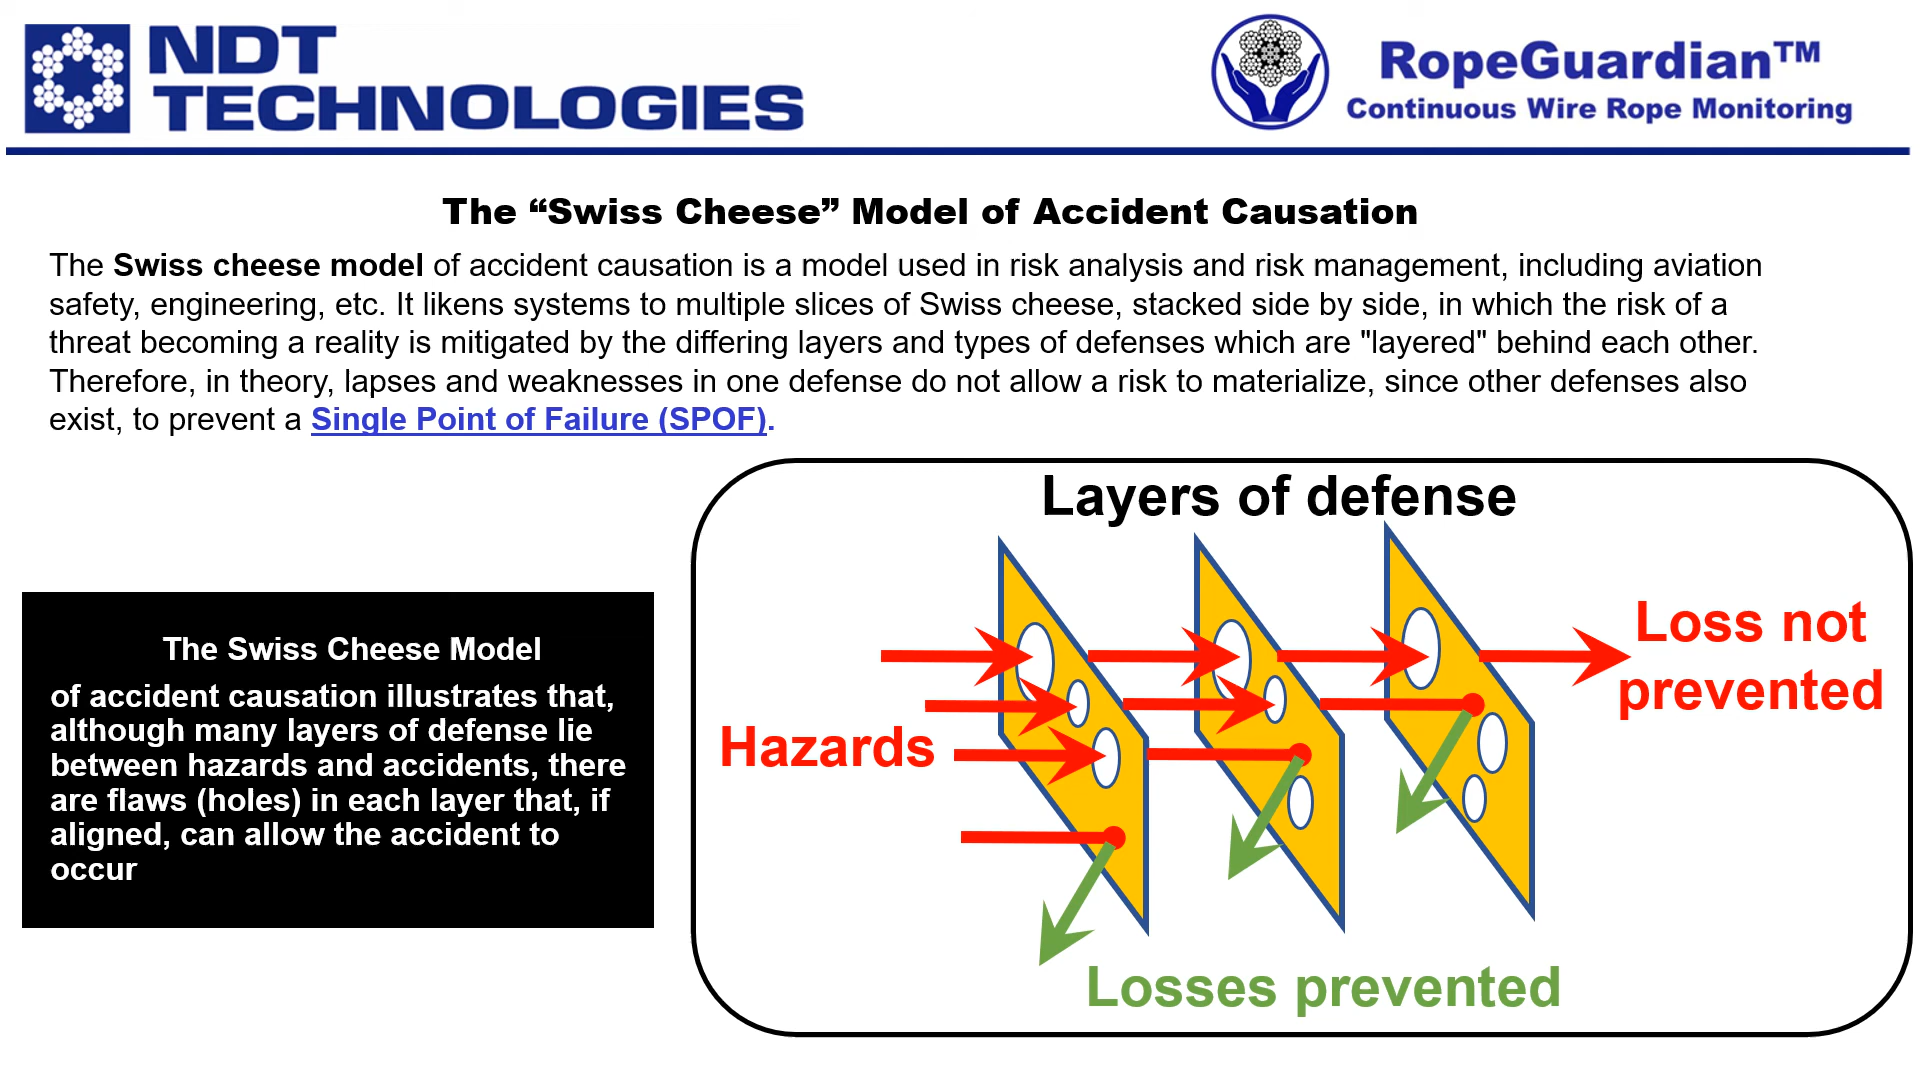 NDT
TECHNOLOGIES
RopeGuardian™
Continuous Wire Rope Monitoring
The “Swiss Cheese” Model of Accident Causation
The Swiss cheese model of accident causation is a model used in risk analysis and risk management, including aviation
safety, engineering, etc. It likens systems to multiple slices of Swiss cheese, stacked side by side, in which the risk of a
threat becoming a reality is mitigated by the differing layers and types of defenses which are "layered" behind each other.
Therefore, in theory, lapses and weaknesses in one defense do not allow a risk to materialize, since other defenses also
exist, to prevent a Single Point of Failure (SPOF).
The Swiss Cheese Model
of accident causation illustrates that,
although many layers of defense lie
between hazards and accidents, there
are flaws (holes) in each layer that, if
aligned, can allow the accident to
occur
Layers of defense
Hazards
Loss not
prevented
Losses prevented